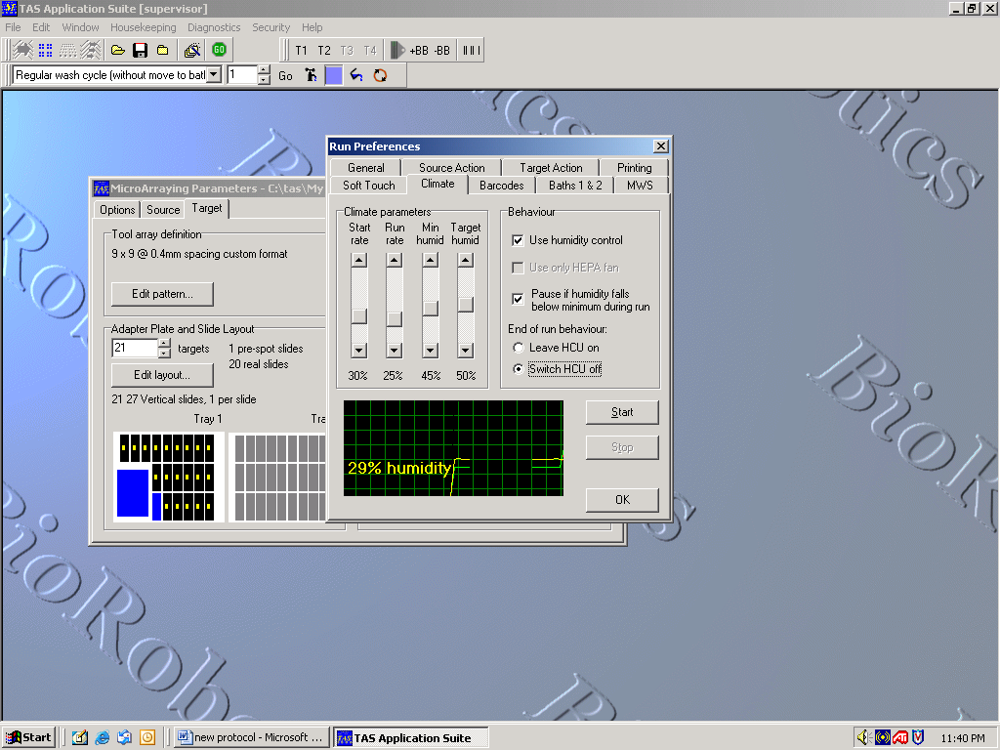 TAS Application Suite [supervisor]
File Edit Window Housekeeping Diagnostics Security Help
GO T1 T2 T3 T4 +BB -BB
Regular wash cycle (without move to batl 1 Go
Run Preferences
General Source Action Target Action Printing
Soft Touch Climate Barcodes Baths 1 & 2 MWS
Climate parameters
Start rate
Run rate
Min humid
Target humid
30% 25% 45% 50%
Behaviour
Use humidity control
Use only HEPA fan
Pause if humidity falls
below minimum during run
End of run behaviour:
Leave HCU on
Switch HCU off
29% humidity
Start
Stop
OK
TAS MicroArraying Parameters - C:\tas\My
Options Source Target
Tool array definition
9 x 9 @ 0.4mm spacing custom format
Edit pattern...
Adapter Plate and Slide Layout
21 targets
1 pre-spot slides
20 real slides
Edit layout...
21 27 Vertical slides, 1 per slide
Tray 1 Tra
BioRobo
Start new protocol - Microsoft ... TAS TAS Application Suite 11:40 PM